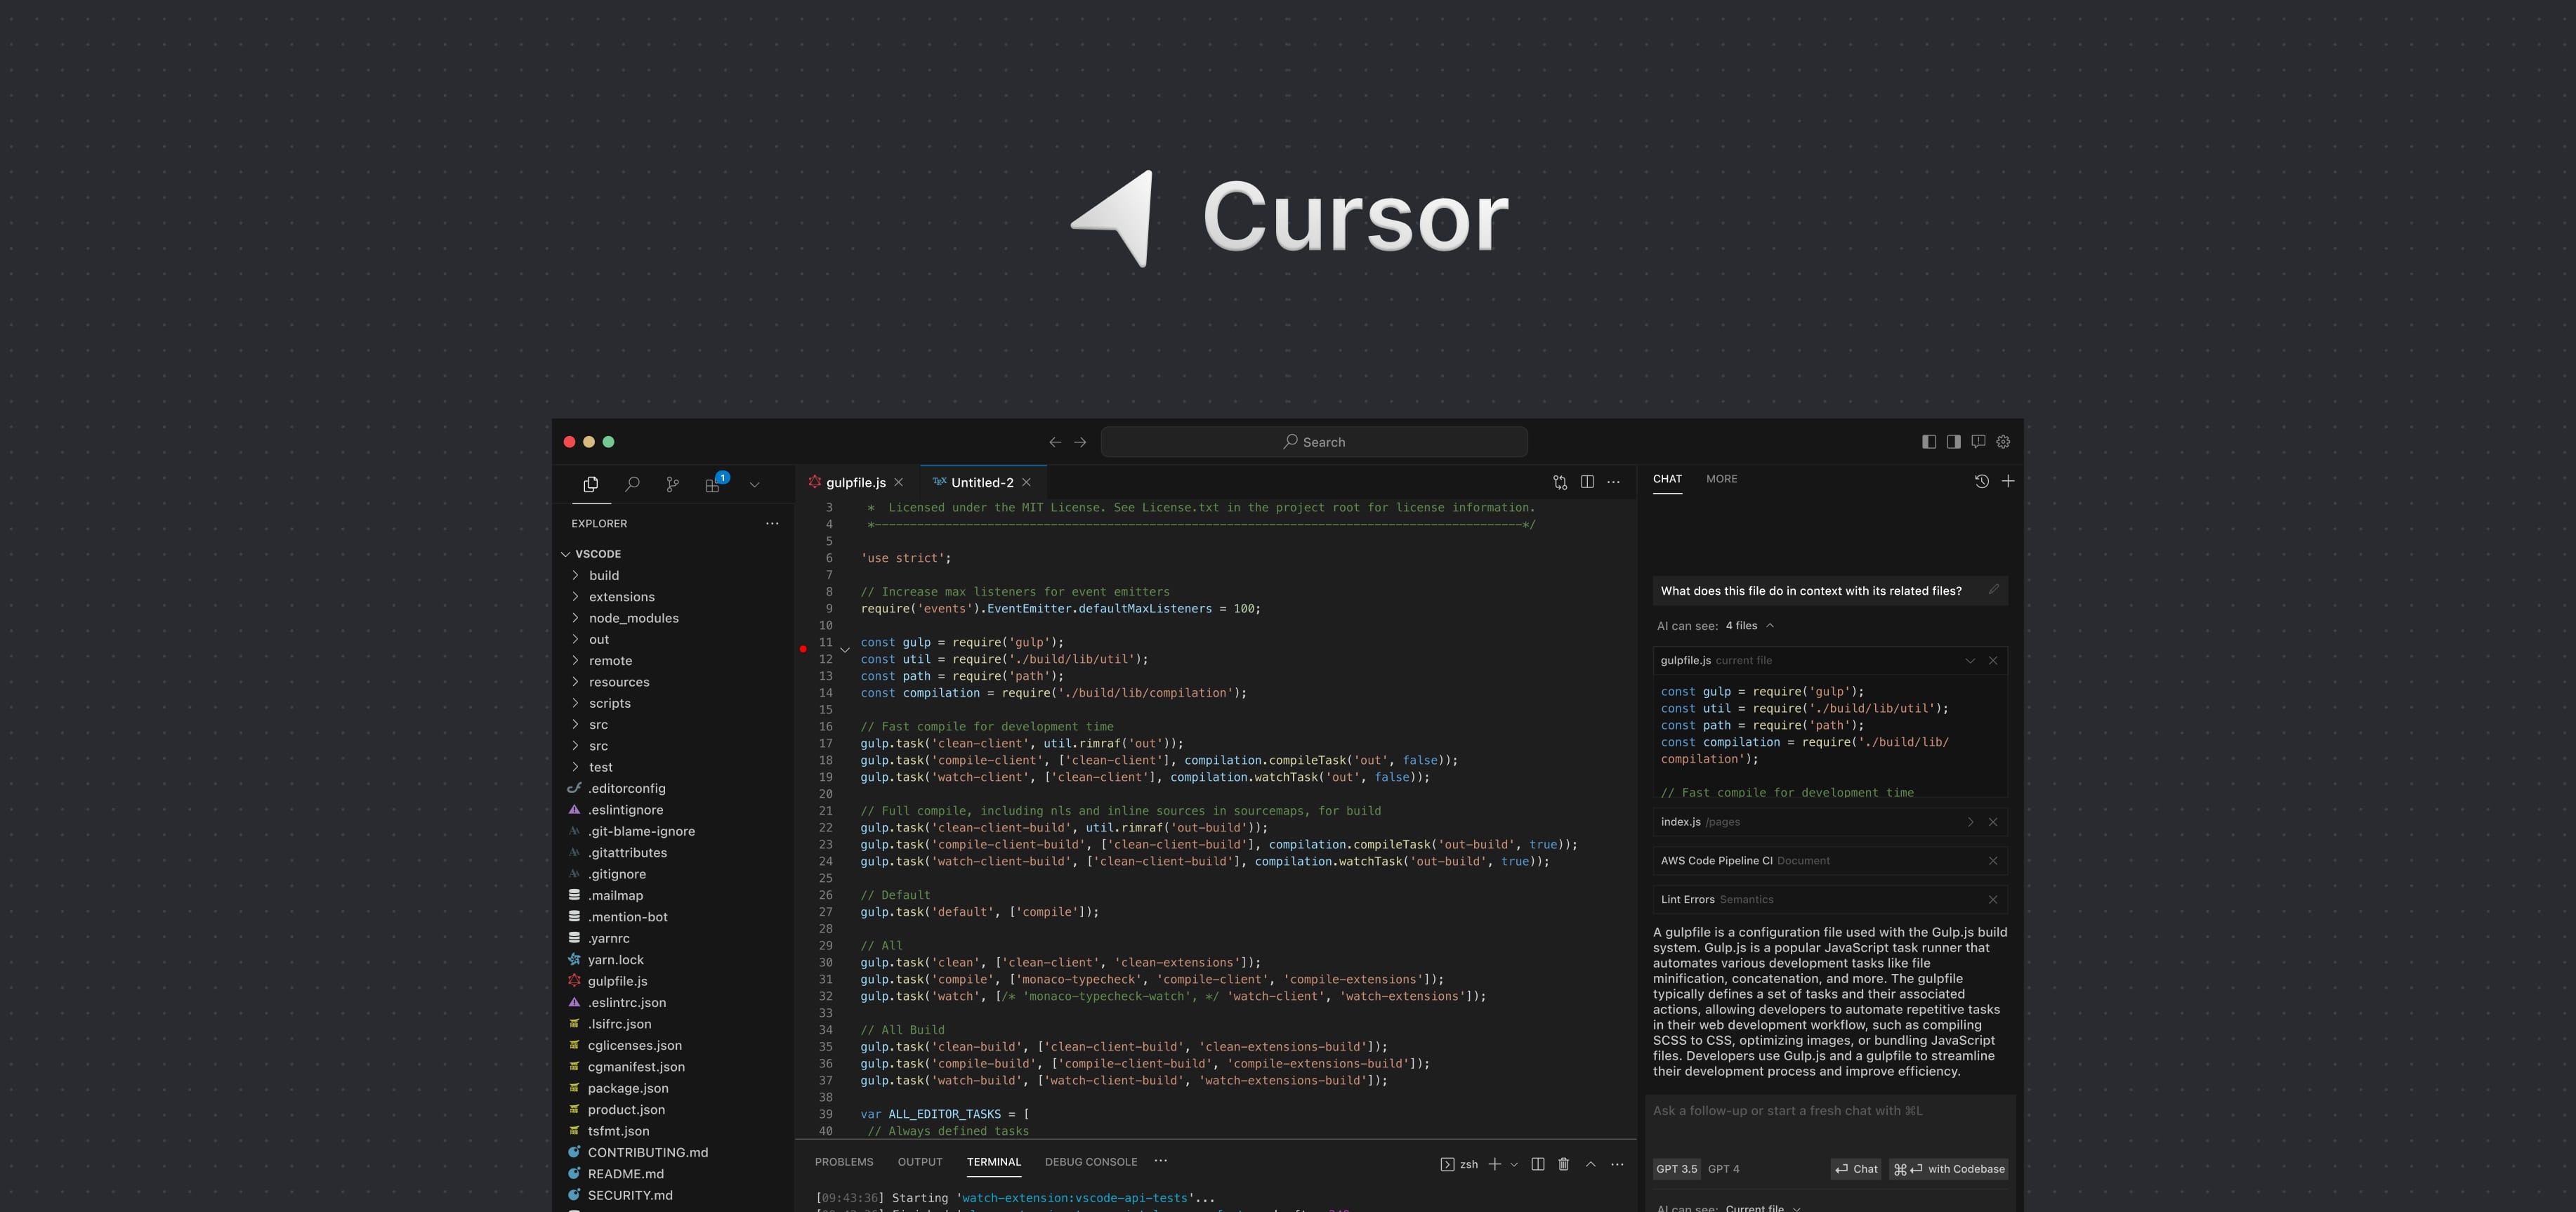 Cursor
Search
1
gulpfile.js
TEX Untitled-2
CHAT
MORE
EXPLORER
VSCODE
build
extensions
node_modules
out
remote
resources
scripts
src
src
test
.editorconfig
.eslintignore
.git-blame-ignore
.gitattributes
.gitignore
.mailmap
.mention-bot
.yarnrc
yarn.lock
gulpfile.js
.eslintrc.json
.lsifrc.json
cglicenses.json
cgmanifest.json
package.json
product.json
tsfmt.json
CONTRIBUTING.md
README.md
SECURITY.md
3 * Licensed under the MIT License. See License.txt in the project root for license information.
4 *--------------------------------------------------------------------------------------------*/
5
6 'use strict';
7
8 // Increase max listeners for event emitters
9 require('events').EventEmitter.defaultMaxListeners = 100;
10
11 const gulp = require('gulp');
12 const util = require('./build/lib/util');
13 const path = require('path');
14 const compilation = require('./build/lib/compilation');
15
16 // Fast compile for development time
17 gulp.task('clean-client', util.rimraf('out'));
18 gulp.task('compile-client', ['clean-client'], compilation.compileTask('out', false));
19 gulp.task('watch-client', ['clean-client'], compilation.watchTask('out', false));
20
21 // Full compile, including nls and inline sources in sourcemaps, for build
22 gulp.task('clean-client-build', util.rimraf('out-build'));
23 gulp.task('compile-client-build', ['clean-client-build'], compilation.compileTask('out-build', true));
24 gulp.task('watch-client-build', ['clean-client-build'], compilation.watchTask('out-build', true));
25
26 // Default
27 gulp.task('default', ['compile']);
28
29 // All
30 gulp.task('clean', ['clean-client', 'clean-extensions']);
31 gulp.task('compile', ['monaco-typecheck', 'compile-client', 'compile-extensions']);
32 gulp.task('watch', [/* 'monaco-typecheck-watch', */ 'watch-client', 'watch-extensions']);
33
34 // All Build
35 gulp.task('clean-build', ['clean-client-build', 'clean-extensions-build']);
36 gulp.task('compile-build', ['compile-client-build', 'compile-extensions-build']);
37 gulp.task('watch-build', ['watch-client-build', 'watch-extensions-build']);
38
39 var ALL_EDITOR_TASKS = [
40 // Always defined tasks
PROBLEMS
OUTPUT
TERMINAL
DEBUG CONSOLE
zsh
[09:43:36] Starting 'watch-extension:vscode-api-tests'...
What does this file do in context with its related files?
AI can see: 4 files
gulpfile.js current file
const gulp = require('gulp');
const util = require('./build/lib/util');
const path = require('path');
const compilation = require('./build/lib/
compilation');
// Fast compile for development time
index.js /pages
AWS Code Pipeline CI Document
Lint Errors Semantics
A gulpfile is a configuration file used with the Gulp.js build
system. Gulp.js is a popular JavaScript task runner that
automates various development tasks like file
minification, concatenation, and more. The gulpfile
typically defines a set of tasks and their associated
actions, allowing developers to automate repetitive tasks
in their web development workflow, such as compiling
SCSS to CSS, optimizing images, or bundling JavaScript
files. Developers use Gulp.js and a gulpfile to streamline
their development process and improve efficiency.
Ask a follow-up or start a fresh chat with ⌘L
GPT 3.5 GPT 4
Chat
⌘ with Codebase
AI can see: Current file